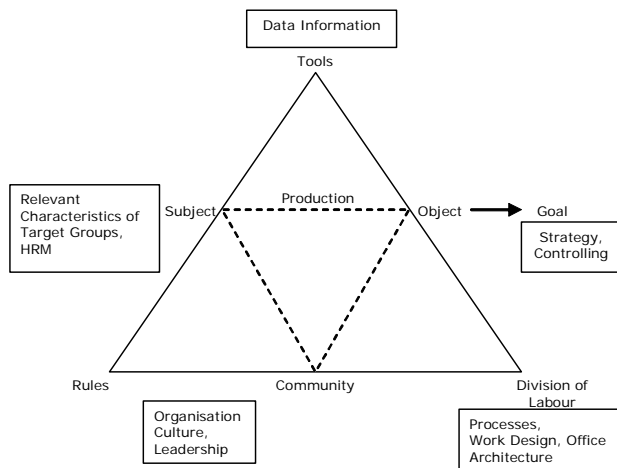 Data Information
Tools
Relevant
Characteristics of
Target Groups,
HRM
Subject
Production
Object
Goal
Strategy,
Controlling
Rules
Community
Division of
Labour
Organisation
Culture,
Leadership
Processes,
Work Design, Office
Architecture